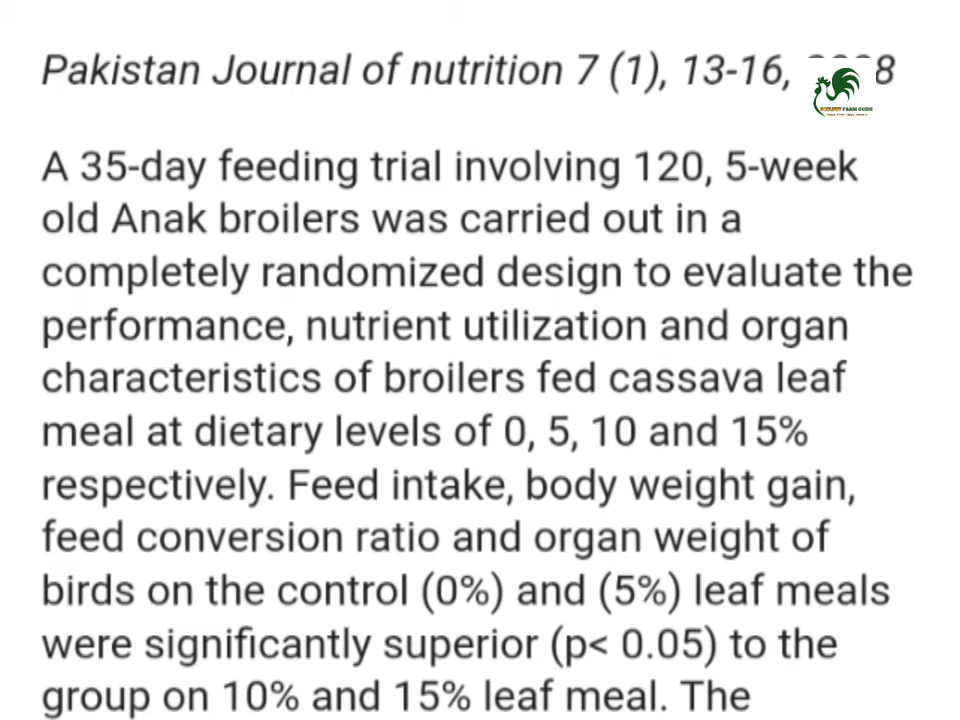 Pakistan Journal of nutrition 7 (1), 13-16,
A 35-day feeding trial involving 120, 5-week
old Anak broilers was carried out in a
completely randomized design to evaluate the
performance, nutrient utilization and organ
characteristics of broilers fed cassava leaf
meal at dietary levels of 0, 5, 10 and 15%
respectively. Feed intake, body weight gain,
feed conversion ratio and organ weight of
birds on the control (0%) and (5%) leaf meals
were significantly superior (p< 0.05) to the
group on 10% and 15% leaf meal. The
FARM GUIDE